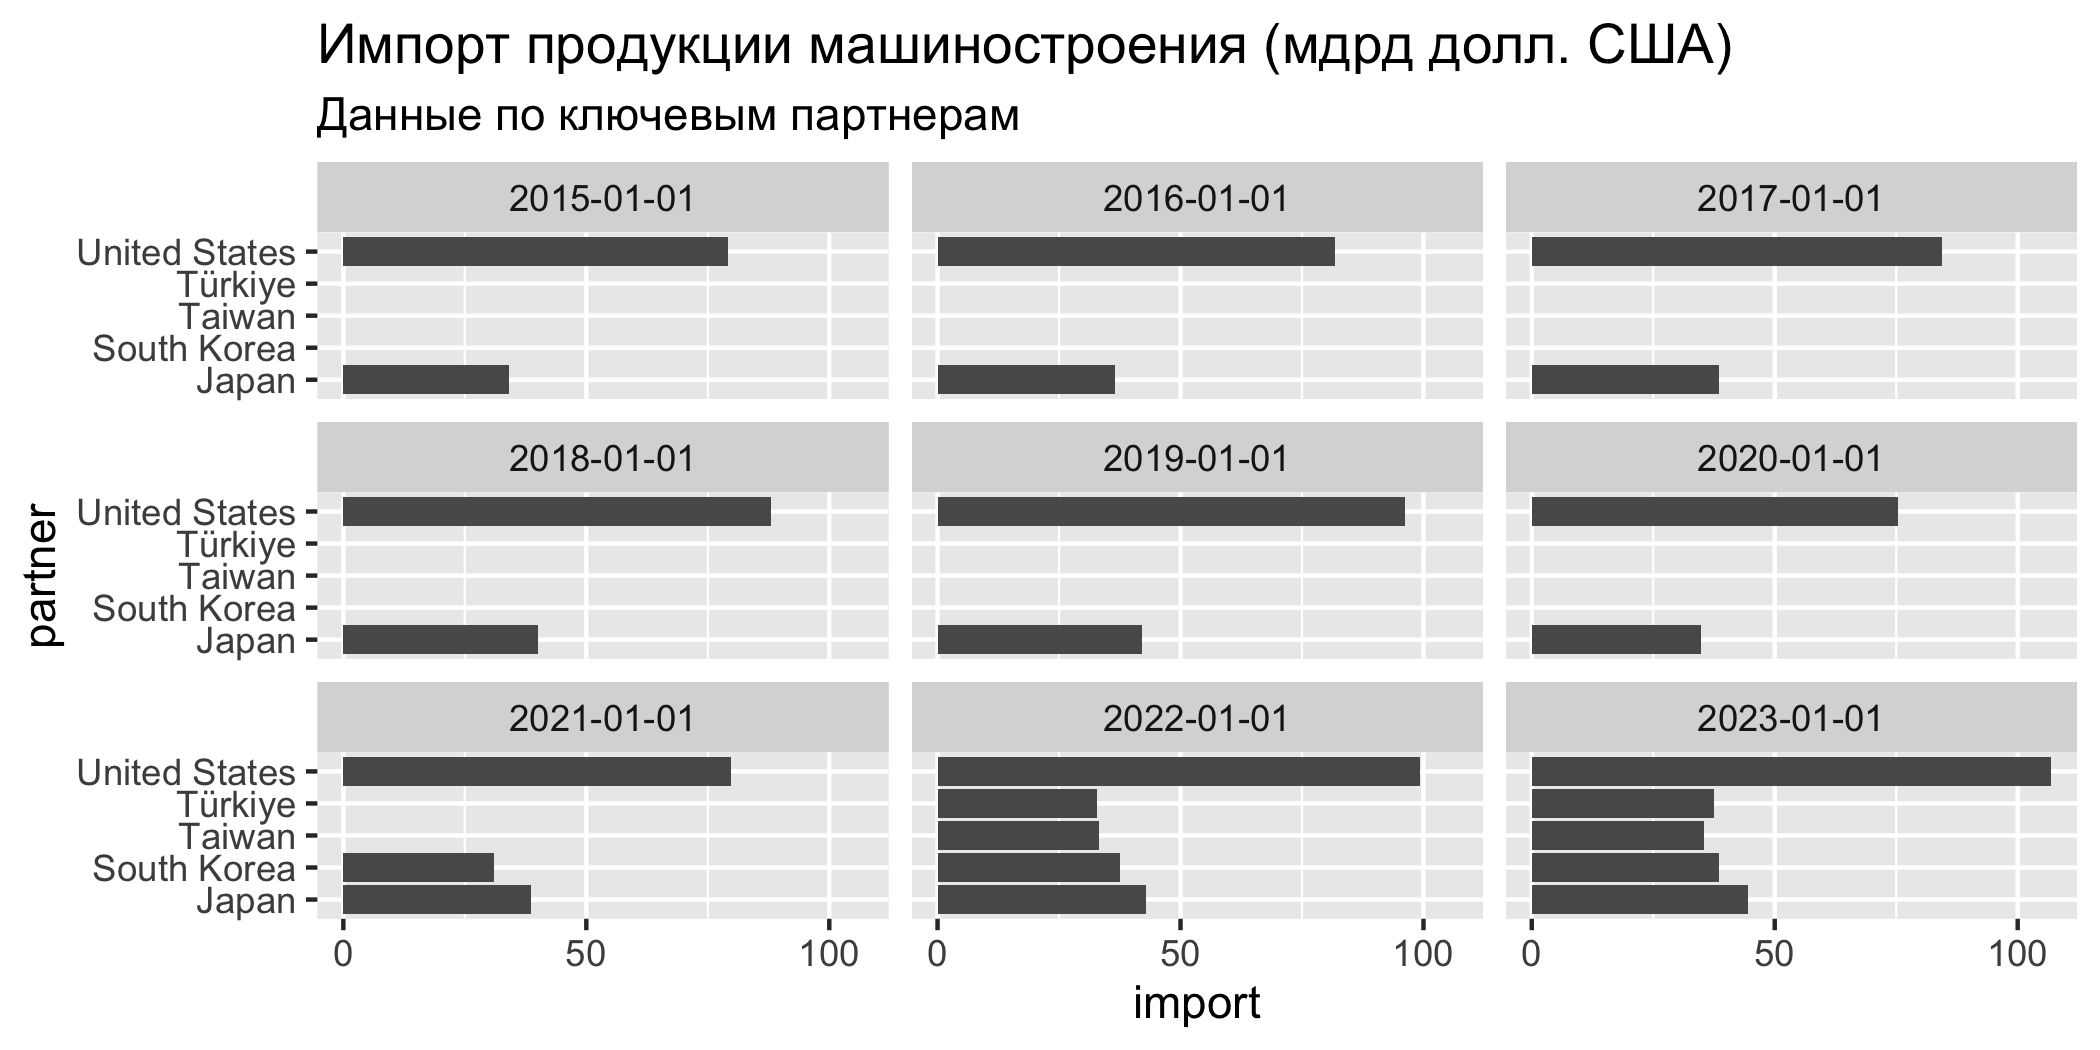 Импорт продукции машиностроения (мдрд долл. США)
Данные по ключевым партнерам
2015-01-01 2016-01-01 2017-01-01
United States
Türkiye
Taiwan
South Korea
Japan
2018-01-01 2019-01-01 2020-01-01
partner
United States
Türkiye
Taiwan
South Korea
Japan
2021-01-01 2022-01-01 2023-01-01
United States
Türkiye
Taiwan
South Korea
Japan
0 50 100 0 50 100 0 50 100
import